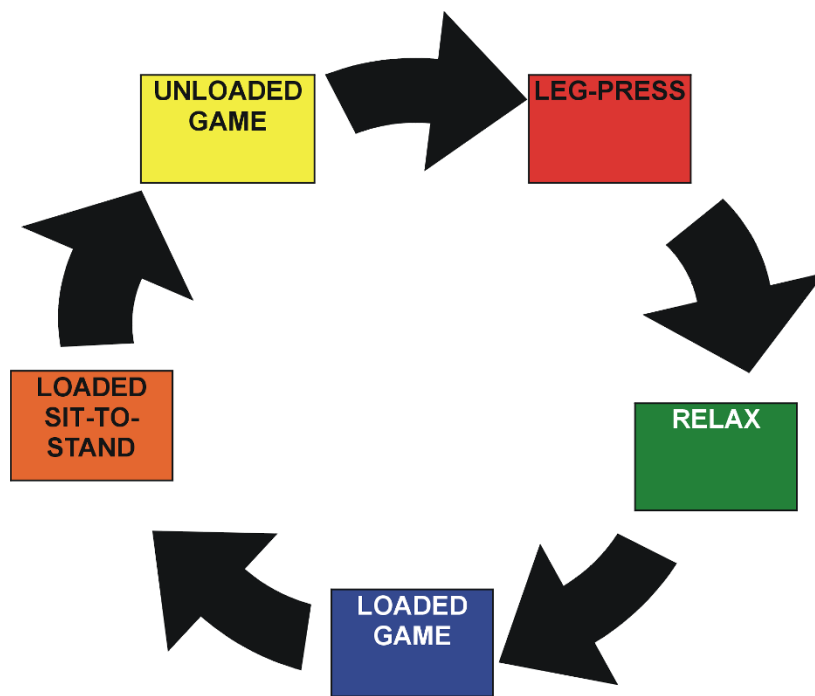 UNLOADED
GAME
LEG-PRESS
RELAX
LOADED
GAME
LOADED
SIT-TO-
STAND